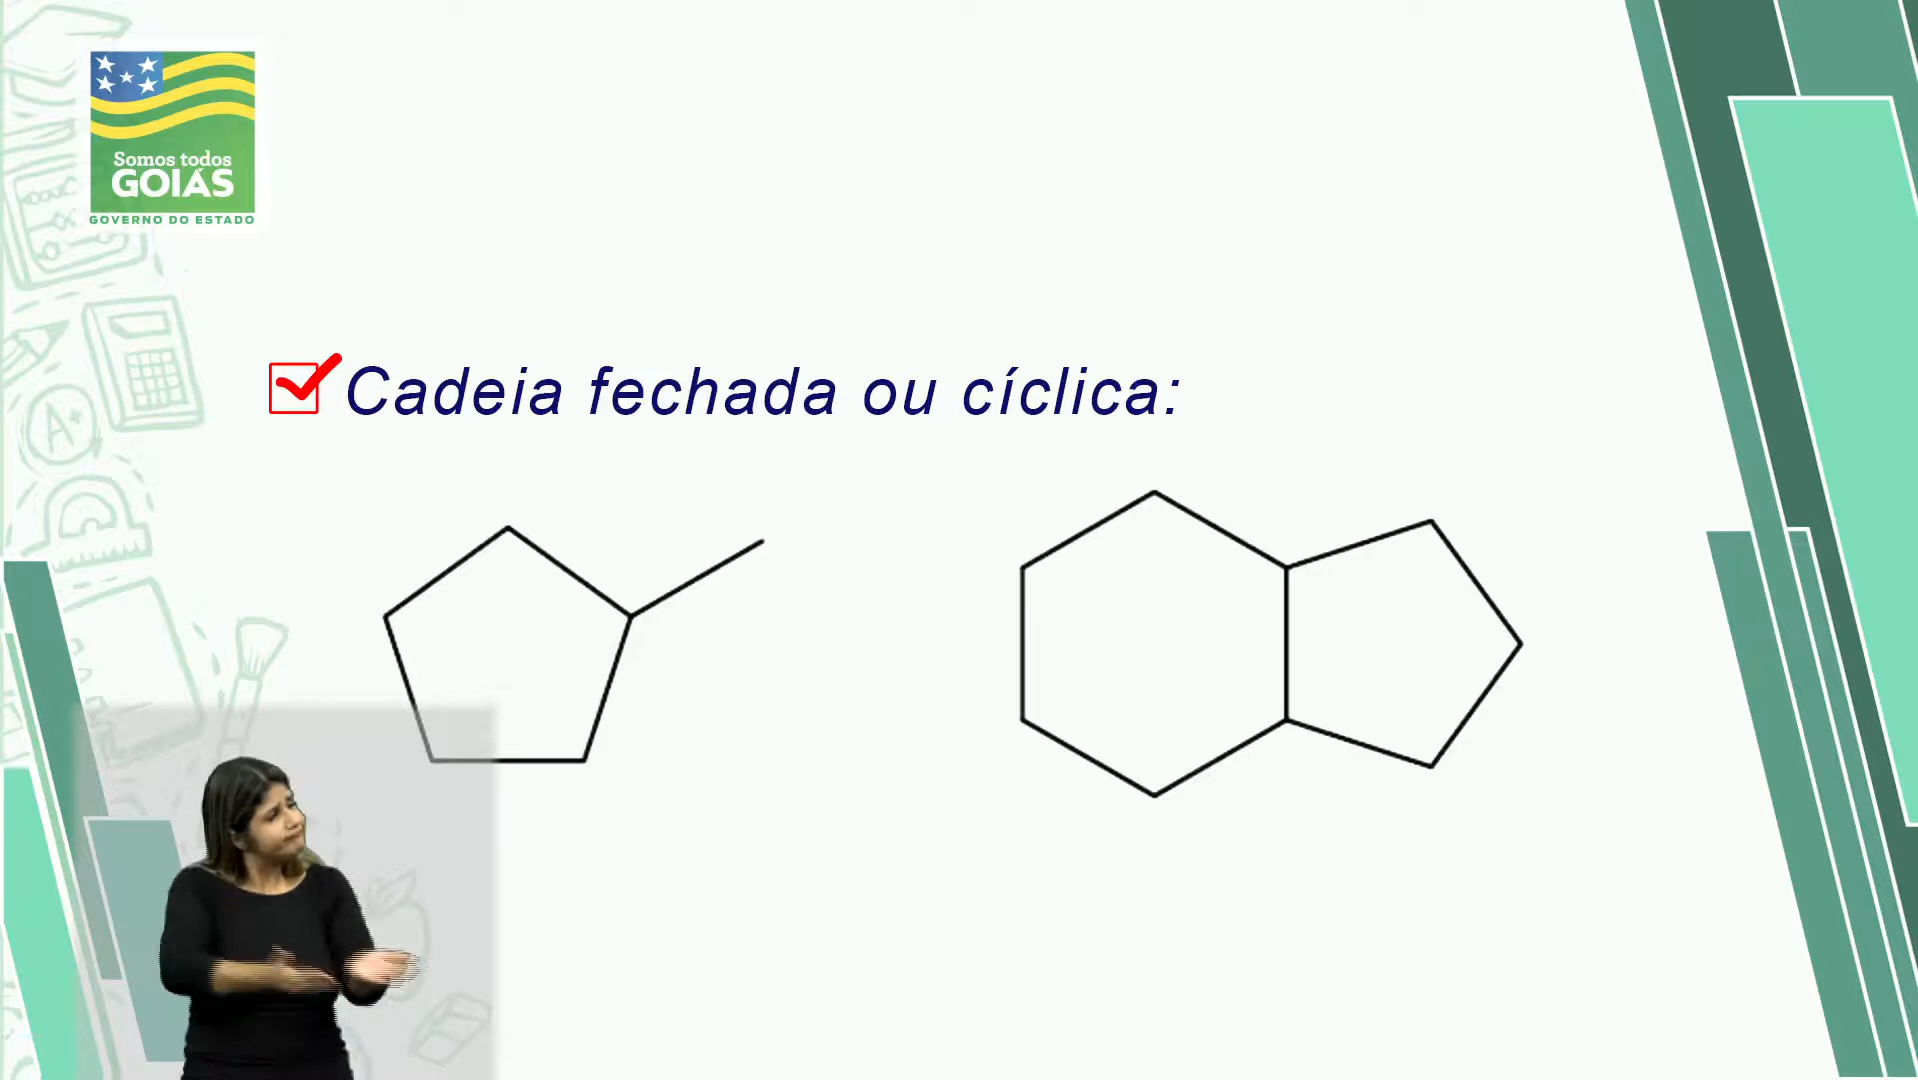 Somos todos
GOIÁS
GOVERNO DO ESTADO
Cadeia fechada ou cíclica:
A+